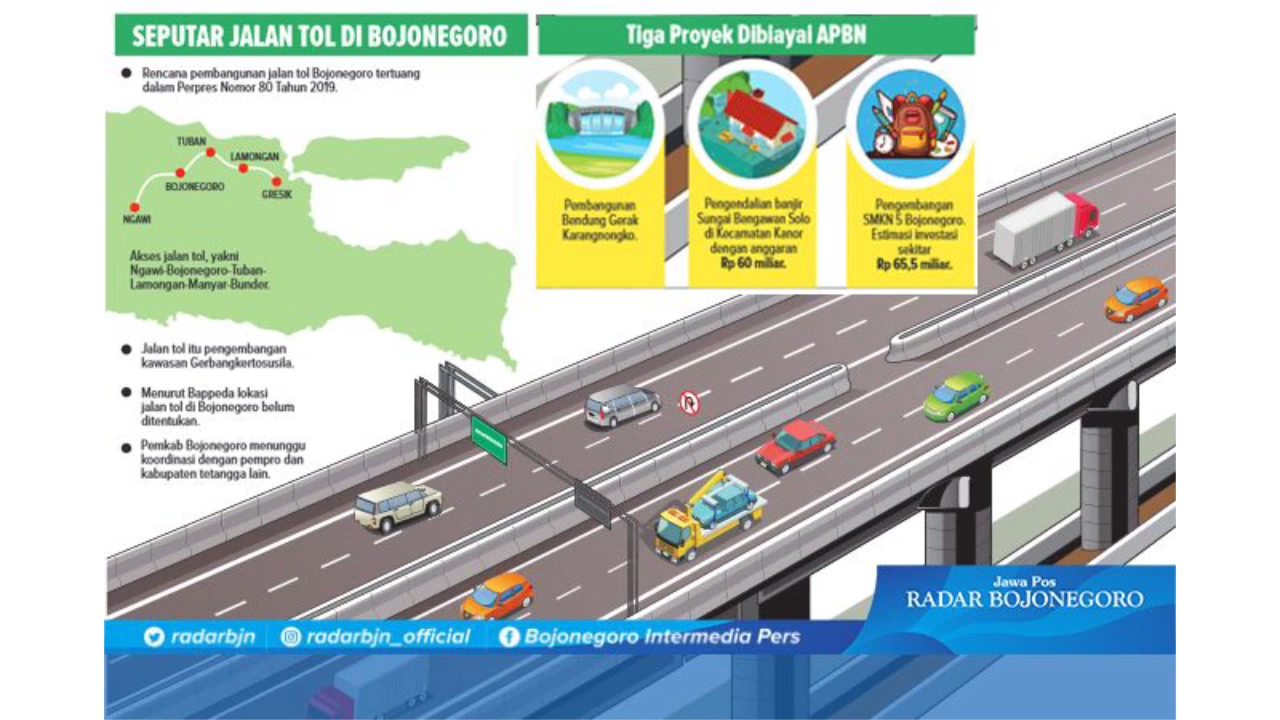 SEPUTAR JALAN TOL DI BOJONEGORO
Rencana pembangunan jalan tol Bojonegoro tertuang
dalam Perpres Nomor 80 Tahun 2019.
TUBAN
LAMONGAN
BOJONEGORO
GRESIK
NGAWI
Akses jalan tol, yakni
Ngawi-Bojonegoro-Tuban-
Lamongan-Manyar-Bunder.
Jalan tol itu pengembangan
kawasan Gerbangkertosusila.
Menurut Bappeda lokasi
jalan tol di Bojonegoro belum
ditentukan.
Pemkab Bojonegoro menunggu
koordinasi dengan pempro dan
kabupaten tetangga lain.
Tiga Proyek Dibiayai APBN
Pembangunan
Bendung Gerak
Karangnongko.
Pengendalian banjir
Sungai Bengawan Solo
di Kecamatan Kanor
dengan anggaran
Rp 60 miliar.
Pengembangan
SMKN 5 Bojonegoro.
Estimasi investasi
sekitar
Rp 65,5 miliar.
Jawa Pos
RADAR BOJONEGORO
radarbjn
radarbjn_official
Bojonegoro Intermedia Pers